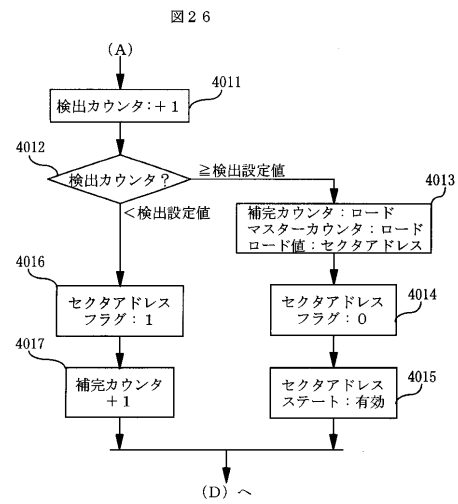 図26
(A)
検出カウンタ:+1
4011
4012
検出カウンタ?
≧検出設定値
<検出設定値
4013
補完カウンタ:ロード
マスターカウンタ:ロード
ロード値:セクタアドレス
4016
セクタアドレス
フラグ:1
セクタアドレス
フラグ:0
4014
4017
補完カウンタ
+1
セクタアドレス
ステート:有効
4015
(D)へ